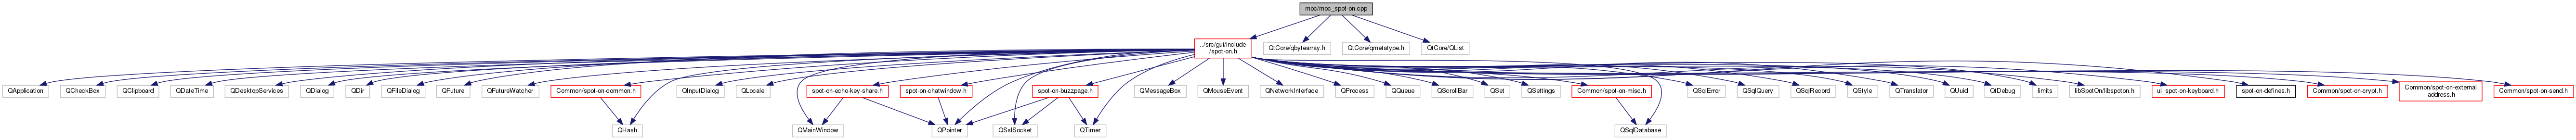 moc/moc_spot-on.cpp
../src/gui/include
/spot-on.h
QtCore/qbytearray.h
QtCore/qmetatype.h
QtCore/QList
QApplication
QCheckBox
QClipboard
QDateTime
QDesktopServices
QDialog
QDir
QFileDialog
QFuture
QFutureWatcher
Common/spot-on-common.h
QInputDialog
QLocale
spot-on-echo-key-share.h
spot-on-chatwindow.h
spot-on-buzzpage.h
QMessageBox
QMouseEvent
QNetworkInterface
QProcess
QQueue
QScrollBar
QSet
QSettings
Common/spot-on-misc.h
QSqlError
QSqlQuery
QSqlRecord
QStyle
QTranslator
QUuid
QtDebug
limits
libSpotOn/libspoton.h
ui_spot-on-keyboard.h
spot-on-defines.h
Common/spot-on-crypt.h
Common/spot-on-external
-address.h
Common/spot-on-send.h
QHash
QMainWindow
QPointer
QSslSocket
QTimer
QSqlDatabase